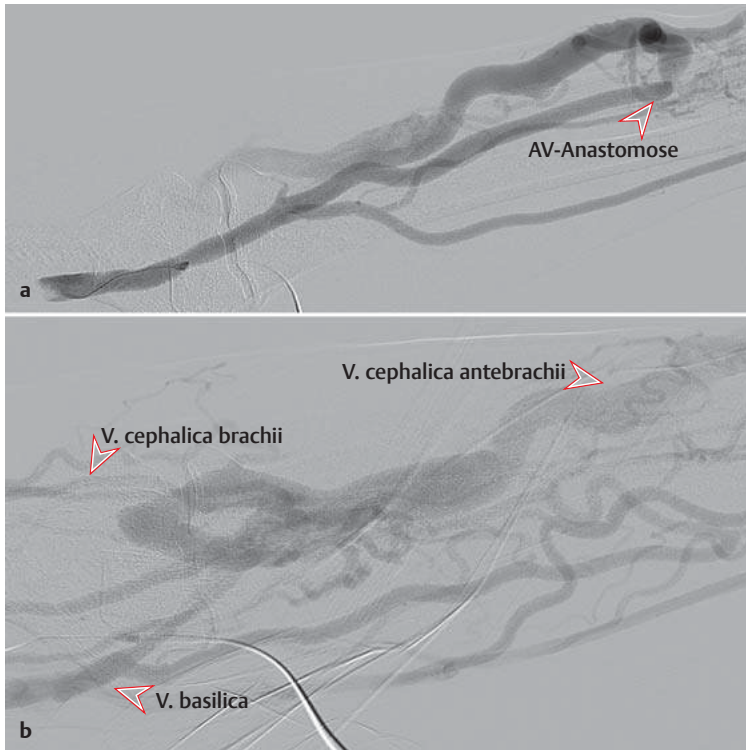 AV-Anastomose
a
V. cephalica antebrachii
V. cephalica brachii
V. basilica
b